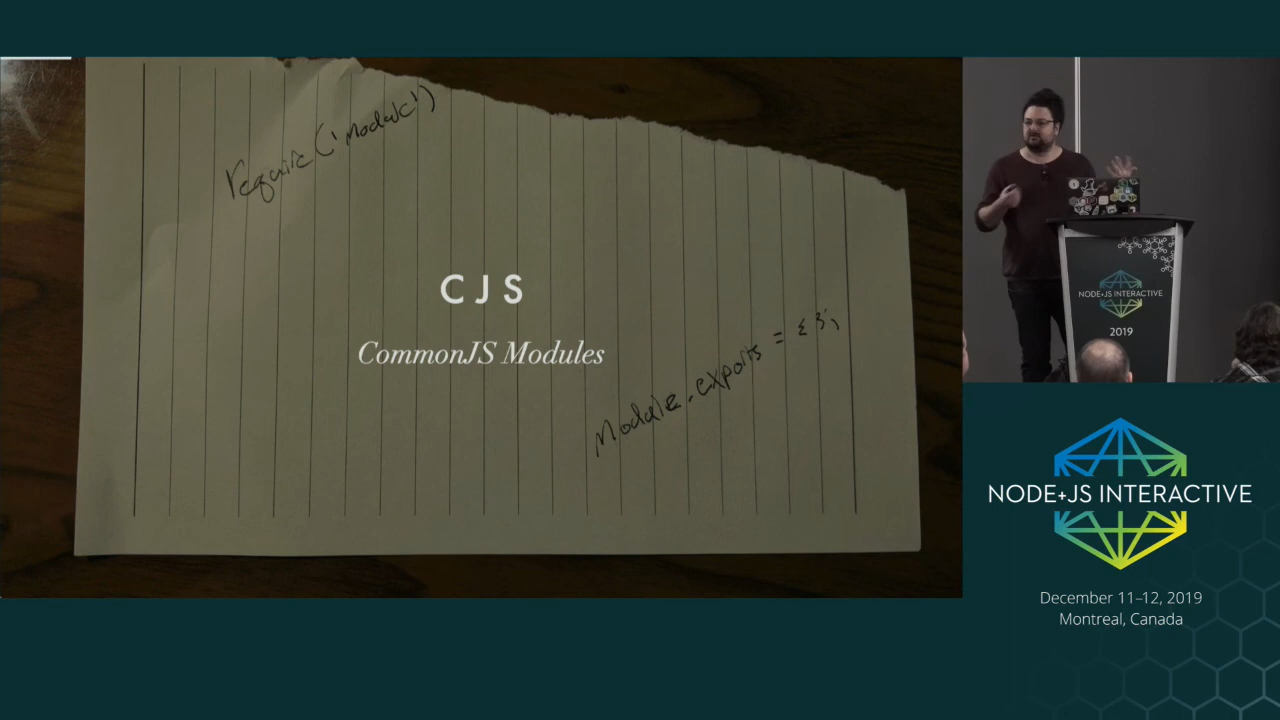 require('module')
CJS
CommonJS Modules
Module.exports = {};
NODE+JS INTERACTIVE
2019
NODE+JS INTERACTIVE
December 11–12, 2019
Montreal, Canada